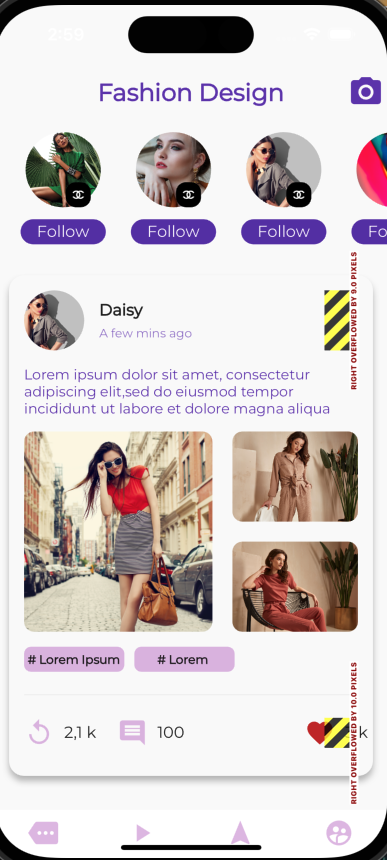 2:59
Fashion Design
Follow
Follow
Follow
Fo
Daisy
A few mins ago
RIGHT OVERFLOWED BY 9.0 PIXELS
Lorem ipsum dolor sit amet, consectetur
adipiscing elit,sed do eiusmod tempor
incididunt ut labore et dolore magna aliqua
# Lorem Ipsum
# Lorem
2,1 k
100
k
RIGHT OVERFLOWED BY 10.0 PIXELS